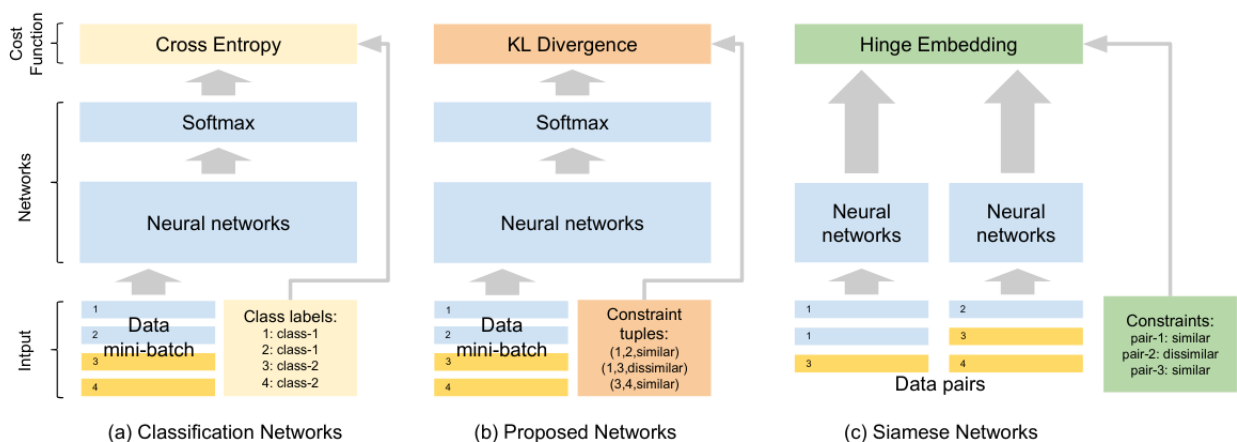 Cost
Function
Networks
Intput
Cross Entropy
Softmax
Neural networks
1
2
3
4
Data
mini-batch
Class labels:
1: class-1
2: class-1
3: class-2
4: class-2
(a) Classification Networks
KL Divergence
Softmax
Neural networks
1
2
3
4
Data
mini-batch
Constraint
tuples:
(1,2,similar)
(1,3,dissimilar)
(3,4,similar)
(b) Proposed Networks
Hinge Embedding
Neural
networks
Neural
networks
1
1
3
2
3
4
Data pairs
Constraints:
pair-1: similar
pair-2: dissimilar
pair-3: similar
(c) Siamese Networks